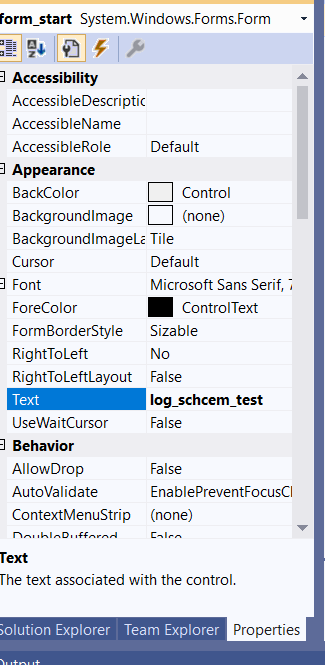 form_start System.Windows.Forms.Form
Accessibility
AccessibleDescriptic
AccessibleName
AccessibleRole Default
Appearance
BackColor Control
BackgroundImage (none)
BackgroundImageLa Tile
Cursor Default
Font Microsoft Sans Serif, 7
ForeColor ControlText
FormBorderStyle Sizable
RightToLeft No
RightToLeftLayout False
Text log_schcem_test
UseWaitCursor False
Behavior
AllowDrop False
AutoValidate EnablePreventFocusCl
ContextMenuStrip (none)
DoubleBuffered False
Text
The text associated with the control.
Solution Explorer Team Explorer Properties
Output